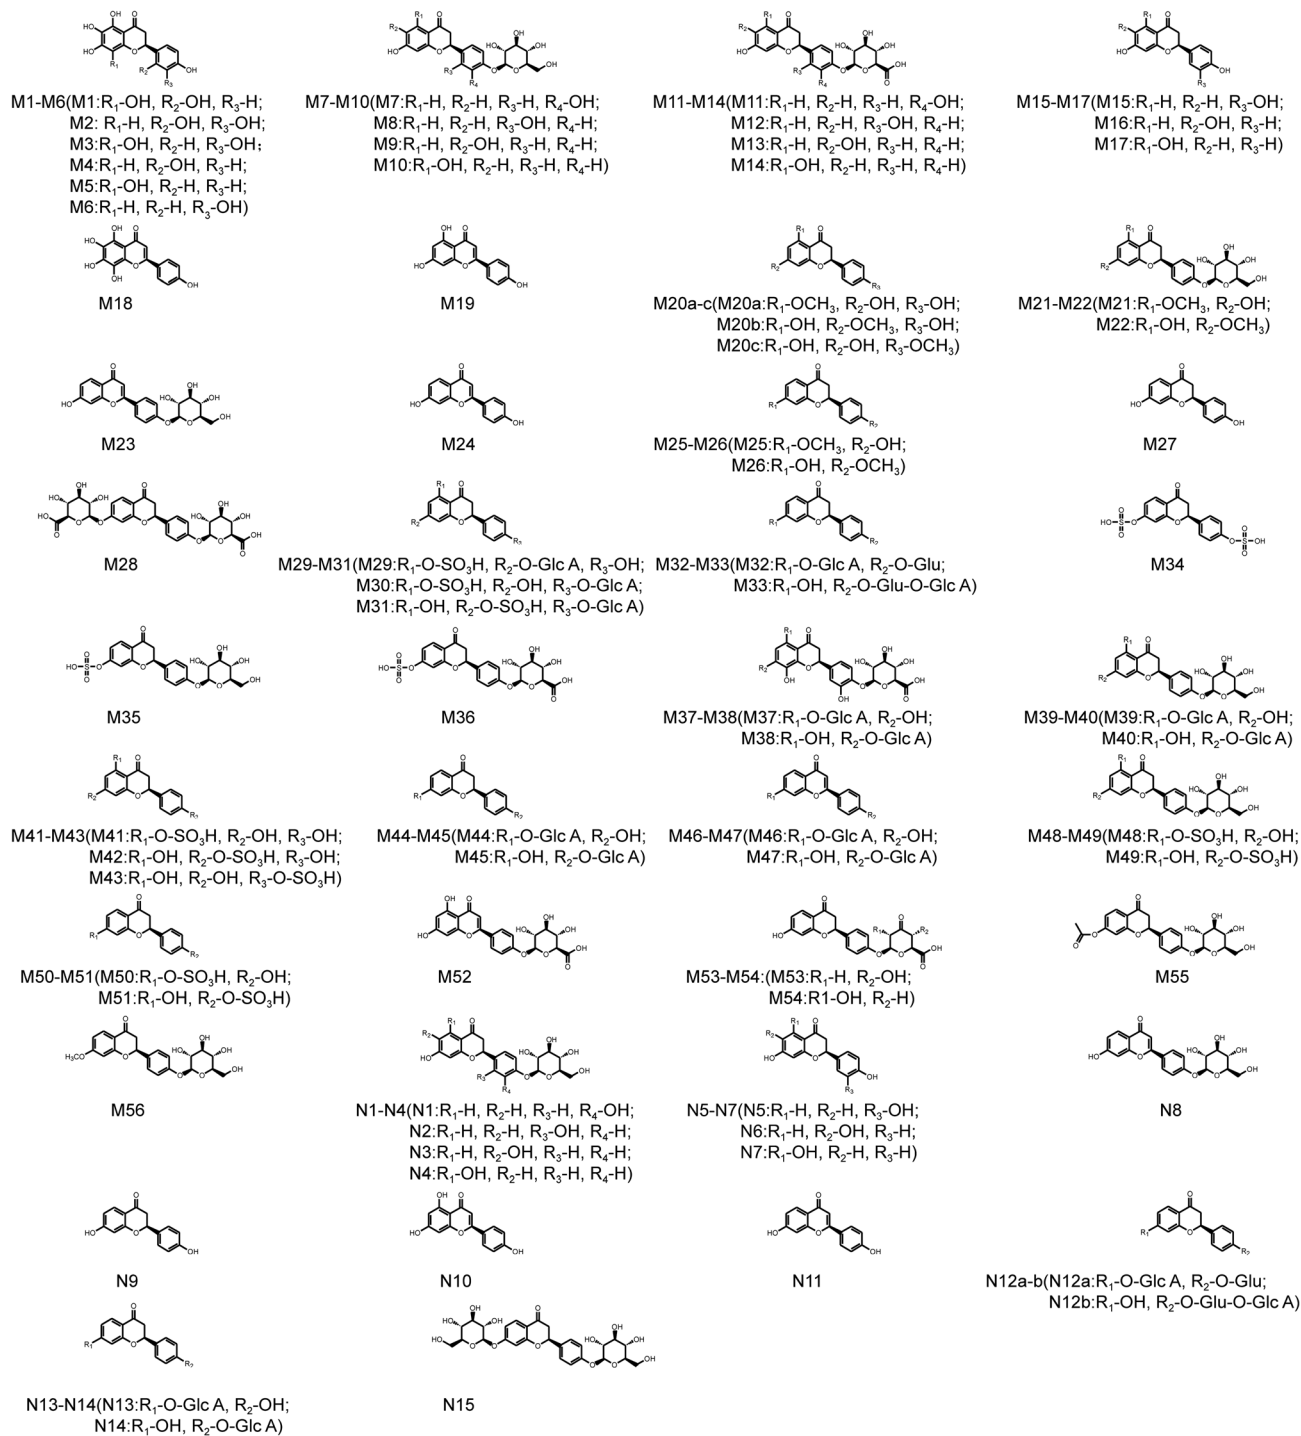 M1-M6(M1:R1-OH, R2-OH, R3-H;
M2: R1-H, R2-OH, R3-OH;
M3:R1-OH, R2-H, R3-OH;
M4:R1-H, R2-OH, R3-H;
M5:R1-OH, R2-H, R3-H;
M6:R1-H, R2-H, R3-OH)
M7-M10(M7:R1-H, R2-H, R3-H, R4-OH;
M8:R1-H, R2-H, R3-OH, R4-H;
M9:R1-H, R2-OH, R3-H, R4-H;
M10:R1-OH, R2-H, R3-H, R4-H)
M11-M14(M11:R1-H, R2-H, R3-H, R4-OH;
M12:R1-H, R2-H, R3-OH, R4-H;
M13:R1-H, R2-OH, R3-H, R4-H;
M14:R1-OH, R2-H, R3-H, R4-H)
M15-M17(M15:R1-H, R2-H, R3-OH;
M16:R1-H, R2-OH, R3-H;
M17:R1-OH, R2-H, R3-H)
M18
M19
M20a-c(M20a:R1-OCH3, R2-OH, R3-OH;
M20b:R1-OH, R2-OCH3, R3-OH;
M20c:R1-OH, R2-OH, R3-OCH3)
M21-M22(M21:R1-OCH3, R2-OH;
M22:R1-OH, R2-OCH3)
M23
M24
M25-M26(M25:R1-OCH3, R2-OH;
M26:R1-OH, R2-OCH3)
M27
M28
M29-M31(M29:R1-O-SO3H, R2-O-Glc A, R3-OH;
M30:R1-O-SO3H, R2-OH, R3-O-Glc A;
M31:R1-OH, R2-O-SO3H, R3-O-Glc A)
M32-M33(M32:R1-O-Glc A, R2-O-Glu;
M33:R1-OH, R2-O-Glu-O-Glc A)
M34
M35
M36
M37-M38(M37:R1-O-Glc A, R2-OH;
M38:R1-OH, R2-O-Glc A)
M39-M40(M39:R1-O-Glc A, R2-OH;
M40:R1-OH, R2-O-Glc A)
M41-M43(M41:R1-O-SO3H, R2-OH, R3-OH;
M42:R1-OH, R2-O-SO3H, R3-OH;
M43:R1-OH, R2-OH, R3-O-SO3H)
M44-M45(M44:R1-O-Glc A, R2-OH;
M45:R1-OH, R2-O-Glc A)
M46-M47(M46:R1-O-Glc A, R2-OH;
M47:R1-OH, R2-O-Glc A)
M48-M49(M48:R1-O-SO3H, R2-OH;
M49:R1-OH, R2-O-SO3H)
M50-M51(M50:R1-O-SO3H, R2-OH;
M51:R1-OH, R2-O-SO3H)
M52
M53-M54:(M53:R1-H, R2-OH;
M54:R1-OH, R2-H)
M55
M56
N1-N4(N1:R1-H, R2-H, R3-H, R4-OH;
N2:R1-H, R2-H, R3-OH, R4-H;
N3:R1-H, R2-OH, R3-H, R4-H;
N4:R1-OH, R2-H, R3-H, R4-H)
N5-N7(N5:R1-H, R2-H, R3-OH;
N6:R1-H, R2-OH, R3-H;
N7:R1-OH, R2-H, R3-H)
N8
N9
N10
N11
N12a-b(N12a:R1-O-Glc A, R2-O-Glu;
N12b:R1-OH, R2-O-Glu-O-Glc A)
N13-N14(N13:R1-O-Glc A, R2-OH;
N14:R1-OH, R2-O-Glc A)
N15